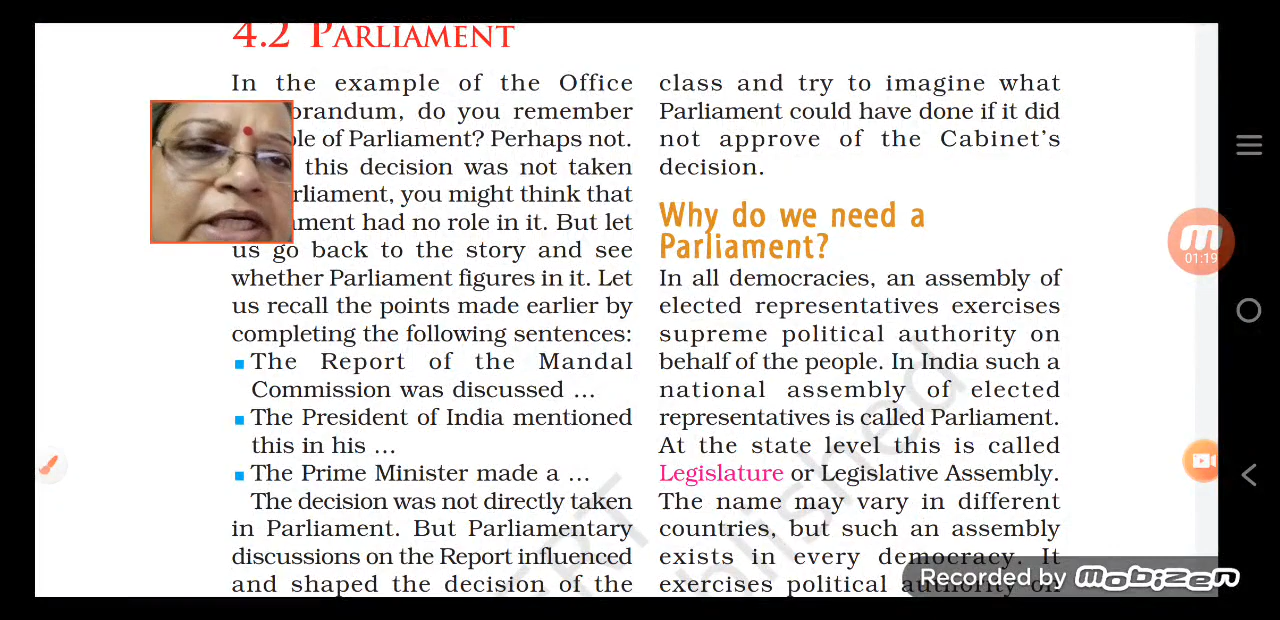 4.2 PARLIAMENT
In the example of the Office
orandum, do you remember
ole of Parliament? Perhaps not.
this decision was not taken
rliament, you might think that
ament had no role in it. But let
us go back to the story and see
whether Parliament figures in it. Let
us recall the points made earlier by
completing the following sentences:
The Report of the Mandal
Commission was discussed ...
The President of India mentioned
this in his ...
The Prime Minister made a ...
The decision was not directly taken
in Parliament. But Parliamentary
discussions on the Report influenced
and shaped the decision of the
class and try to imagine what
Parliament could have done if it did
not approve of the Cabinet's
decision.
Why do we need a
Parliament?
In all democracies, an assembly of
elected representatives exercises
supreme political authority on
behalf of the people. In India such a
national assembly of elected
representatives is called Parliament.
At the state level this is called
Legislature or Legislative Assembly.
The name may vary in different
countries, but such an assembly
exists in every democracy. It
exercises political authority on
01:19
Recorded by mobizen